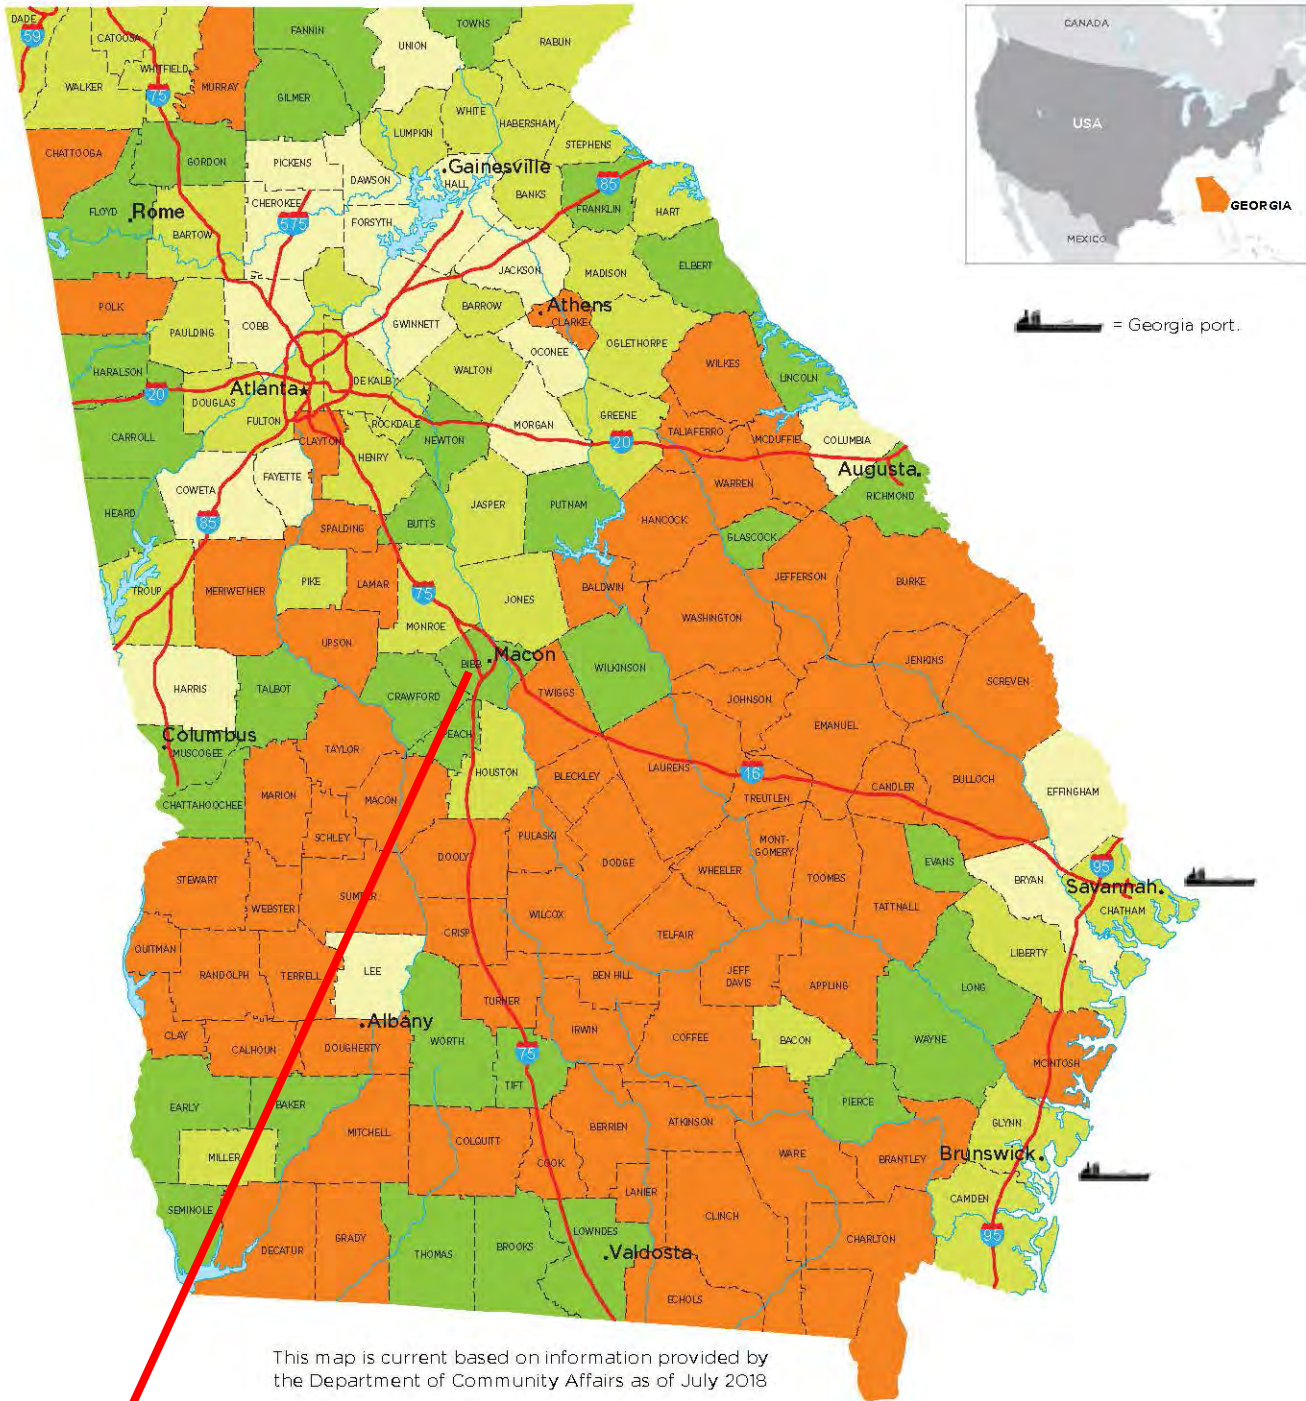 DADE
59
CATOOSA
WHITFIELD
WALKER
75
MURRAY
FANNIN
GILMER
UNION
TOWNS
RABUN
WHITE
LUMPKIN
HABERSHAM
STEPHENS
CHATTOOGA
GORDON
PICKENS
DAWSON
.Gainesville
HALL
BANKS
85
FRANKLIN
HART
FLOYD
.Rome
BARTOW
CHEROKEE
575
FORSYTH
JACKSON
MADISON
ELBERT
POLK
PAULDING
COBB
GWINNETT
BARROW
.Athens
CLARKE
OCONEE
OGLETHORPE
WILKES
LINCOLN
HARALSON
20
Atlanta★
DOUGLAS
DE KALB
WALTON
FULTON
ROCKDALE
NEWTON
MORGAN
GREENE
20
TALIAFERRO
MCDUFFIE
COLUMBIA
Augusta.
CARROLL
CLAYTON
HENRY
FAYETTE
COWETA
85
HEARD
SPALDING
BUTTS
JASPER
PUTNAM
HANCOCK
WARREN
GLASCOCK
RICHMOND
TROUP
MERIWETHER
PIKE
LAMAR
75
MONROE
JONES
BALDWIN
WASHINGTON
JEFFERSON
BURKE
UPSON
BIBB
.Macon
WILKINSON
JENKINS
SCREVEN
HARRIS
TALBOT
CRAWFORD
TWIGGS
JOHNSON
EMANUEL
Columbus
MUSCOGEE
TAYLOR
PEACH
HOUSTON
BLECKLEY
LAURENS
16
TREUTLEN
CANDLER
BULLOCH
EFFINGHAM
CHATTAHOOCHEE
MARION
MACON
SCHLEY
DOOLY
PULASKI
DODGE
WHEELER
MONT-
GOMERY
TOOMBS
EVANS
BRYAN
95
Savannah.
CHATHAM
STEWART
WEBSTER
SUMTER
CRISP
WILCOX
TELFAIR
TATTNALL
LIBERTY
QUITMAN
RANDOLPH
TERRELL
LEE
BEN HILL
JEFF
DAVIS
APPLING
LONG
TURNER
CLAY
CALHOUN
.Albany
DOUGHERTY
WORTH
75
TIFT
IRWIN
COFFEE
BACON
WAYNE
MCINTOSH
EARLY
BAKER
MITCHELL
COLQUITT
BERRIEN
ATKINSON
PIERCE
GLYNN
MILLER
COOK
WARE
BRANTLEY
Brunswick.
SEMINOLE
LANIER
CLINCH
CAMDEN
DECATUR
GRADY
THOMAS
BROOKS
LOWNDES
.Valdosta
CHARLTON
95
ECHOLS
CANADA
USA
GEORGIA
MEXICO
= Georgia port.
This map is current based on information provided by
the Department of Community Affairs as of July 2018